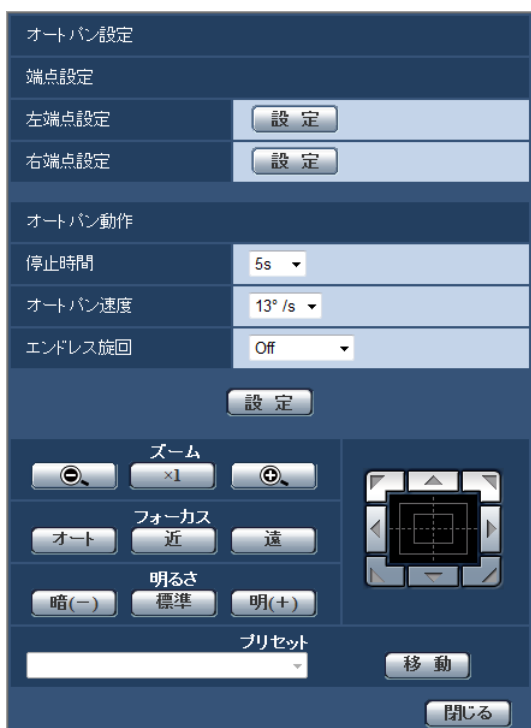 オートパン設定
端点設定
左端点設定 設 定
右端点設定 設 定
オートパン動作
停止時間 5s
オートパン速度 13° /s
エンドレス旋回 Off
設 定
ズーム
×1
フォーカス
オート 近 遠
明るさ
暗(－) 標準 明(＋)
プリセット
移 動
閉じる